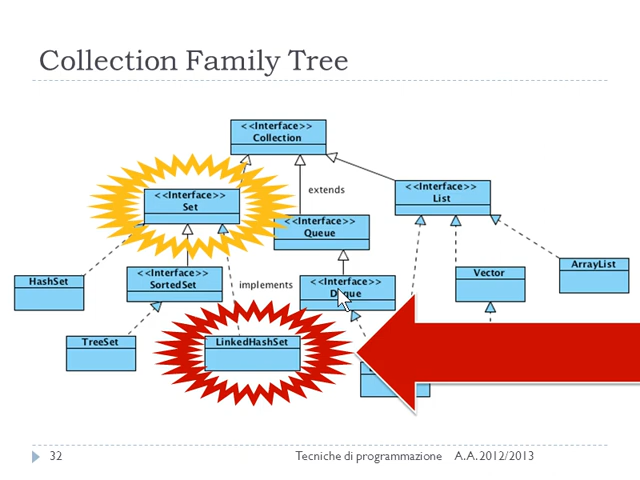 Collection Family Tree
<<Interface>>
Collection
extends
<<Interface>>
Set
<<Interface>>
List
<<Interface>>
Queue
HashSet
<<Interface>>
SortedSet
implements
<<Interface>>
Vector
ArrayList
TreeSet
LinkedHashSet
32
Tecniche di programmazione
A.A. 2012/2013